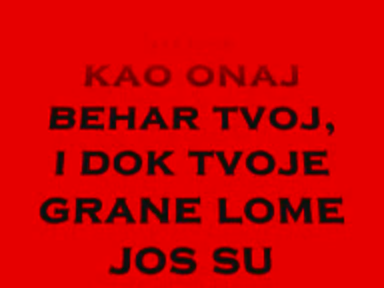 KAO ONAJ
BEHAR TVOJ,
I DOK TVOJE
GRANE LOME
JOS SU